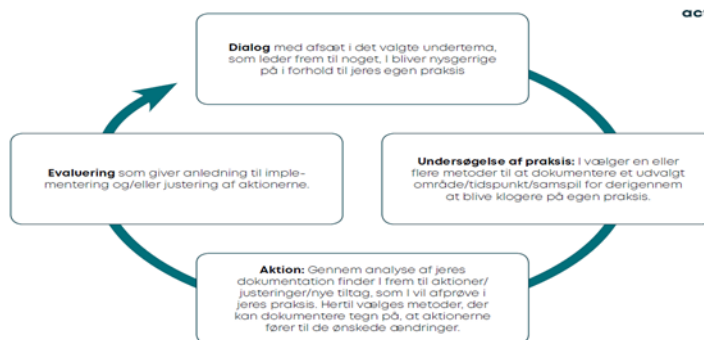 act
Dialog med afsæt i det valgte undertema,
som leder frem til noget, I bliver nysgerrige
på i forhold til jeres egen praksis
Evaluering som giver anledning til imple-
mentering og/eller justering af aktionerne.
Undersøgelse af praksis: I vælger en eller
flere metoder til at dokumentere et udvalgt
område/tidspunkt/samspil for derigennem
at blive klogere på egen praksis.
Aktion: Gennem analyse af jeres
dokumentation finder I frem til aktioner/
justeringer/nye tiltag, som I vil afprøve i
jeres praksis. Hertil vælges metoder, der
kan dokumentere tegn på, at aktionerne
fører til de ønskede ændringer.